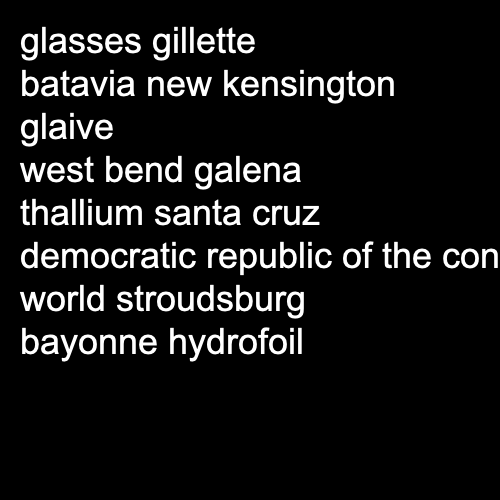 glasses gillette
batavia new kensington
glaive
west bend galena
thallium santa cruz
democratic republic of the con
world stroudsburg
bayonne hydrofoil